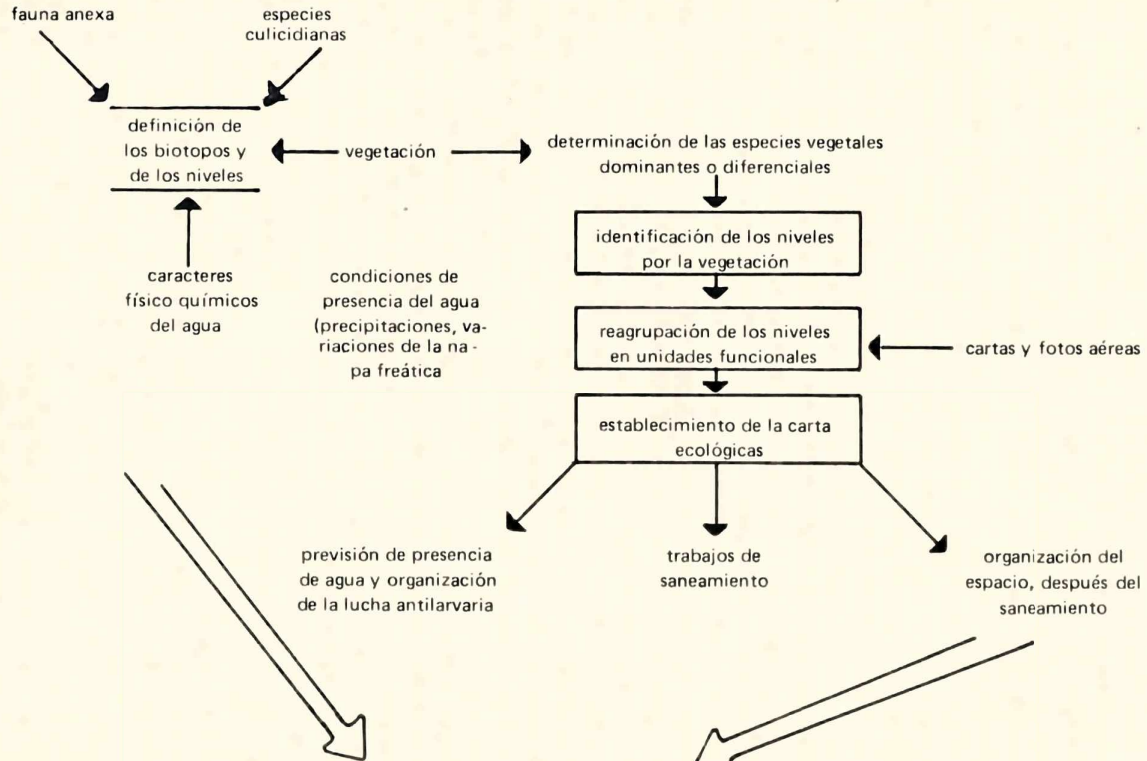 fauna anexa
especies
culicidianas
definición de
los biotopos y
de los niveles
vegetación
determinación de las especies vegetales
dominantes o diferenciales
identificación de los niveles
por la vegetación
caracteres
físico químicos
del agua
condiciones de
presencia del agua
(precipitaciones, va-
riaciones de la na-
pa freática
reagrupación de los niveles
en unidades funcionales
cartas y fotos aéreas
establecimiento de la carta
ecológicas
previsión de presencia
de agua y organización
de la lucha antilarvaria
trabajos de
saneamiento
organización del
espacio, después del
saneamiento